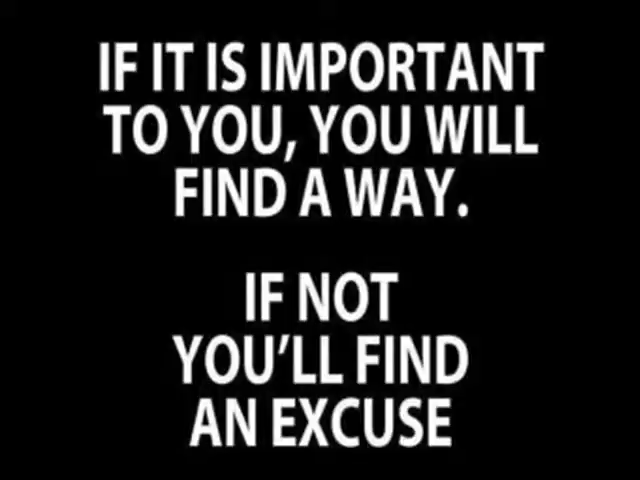 IF IT IS IMPORTANT
TO YOU, YOU WILL
FIND A WAY.
IF NOT
YOU'LL FIND
AN EXCUSE